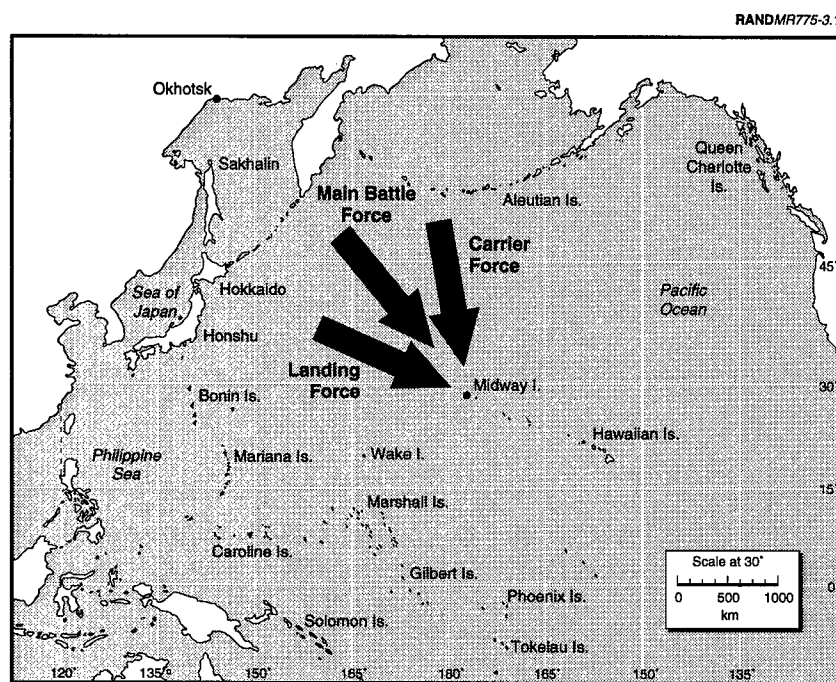 RANDMR775-3.1
Okhotsk
Sakhalin
Queen
Charlotte
Is.
Main Battle
Force
Aleutian Is.
Carrier
Force
45°
Sea of
Japan
Hokkaido
Pacific
Ocean
Honshu
Landing
Force
Midway I.
30°
Bonin Is.
Hawaiian Is.
Philippine
Sea
Mariana Is.
Wake I.
15°
Marshall Is.
Caroline Is.
Scale at 30°
0 500 1000
km
Gilbert Is.
0
Phoenix Is.
Solomon Is.
Tokelau Is.
120° 135° 150° 165° 180° 165° 150° 135°